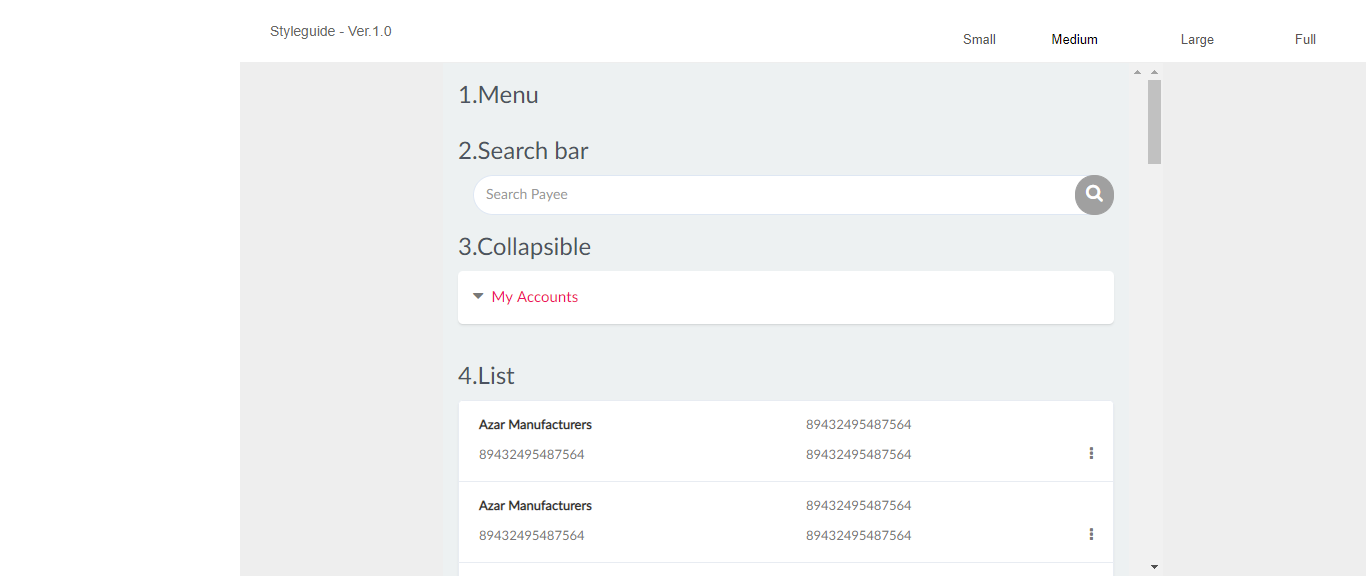 Styleguide - Ver.1.0
Small Medium Large Full
1.Menu
2.Search bar
Search Payee
3.Collapsible
My Accounts
4.List
Azar Manufacturers 89432495487564
89432495487564 89432495487564
Azar Manufacturers 89432495487564
89432495487564 89432495487564